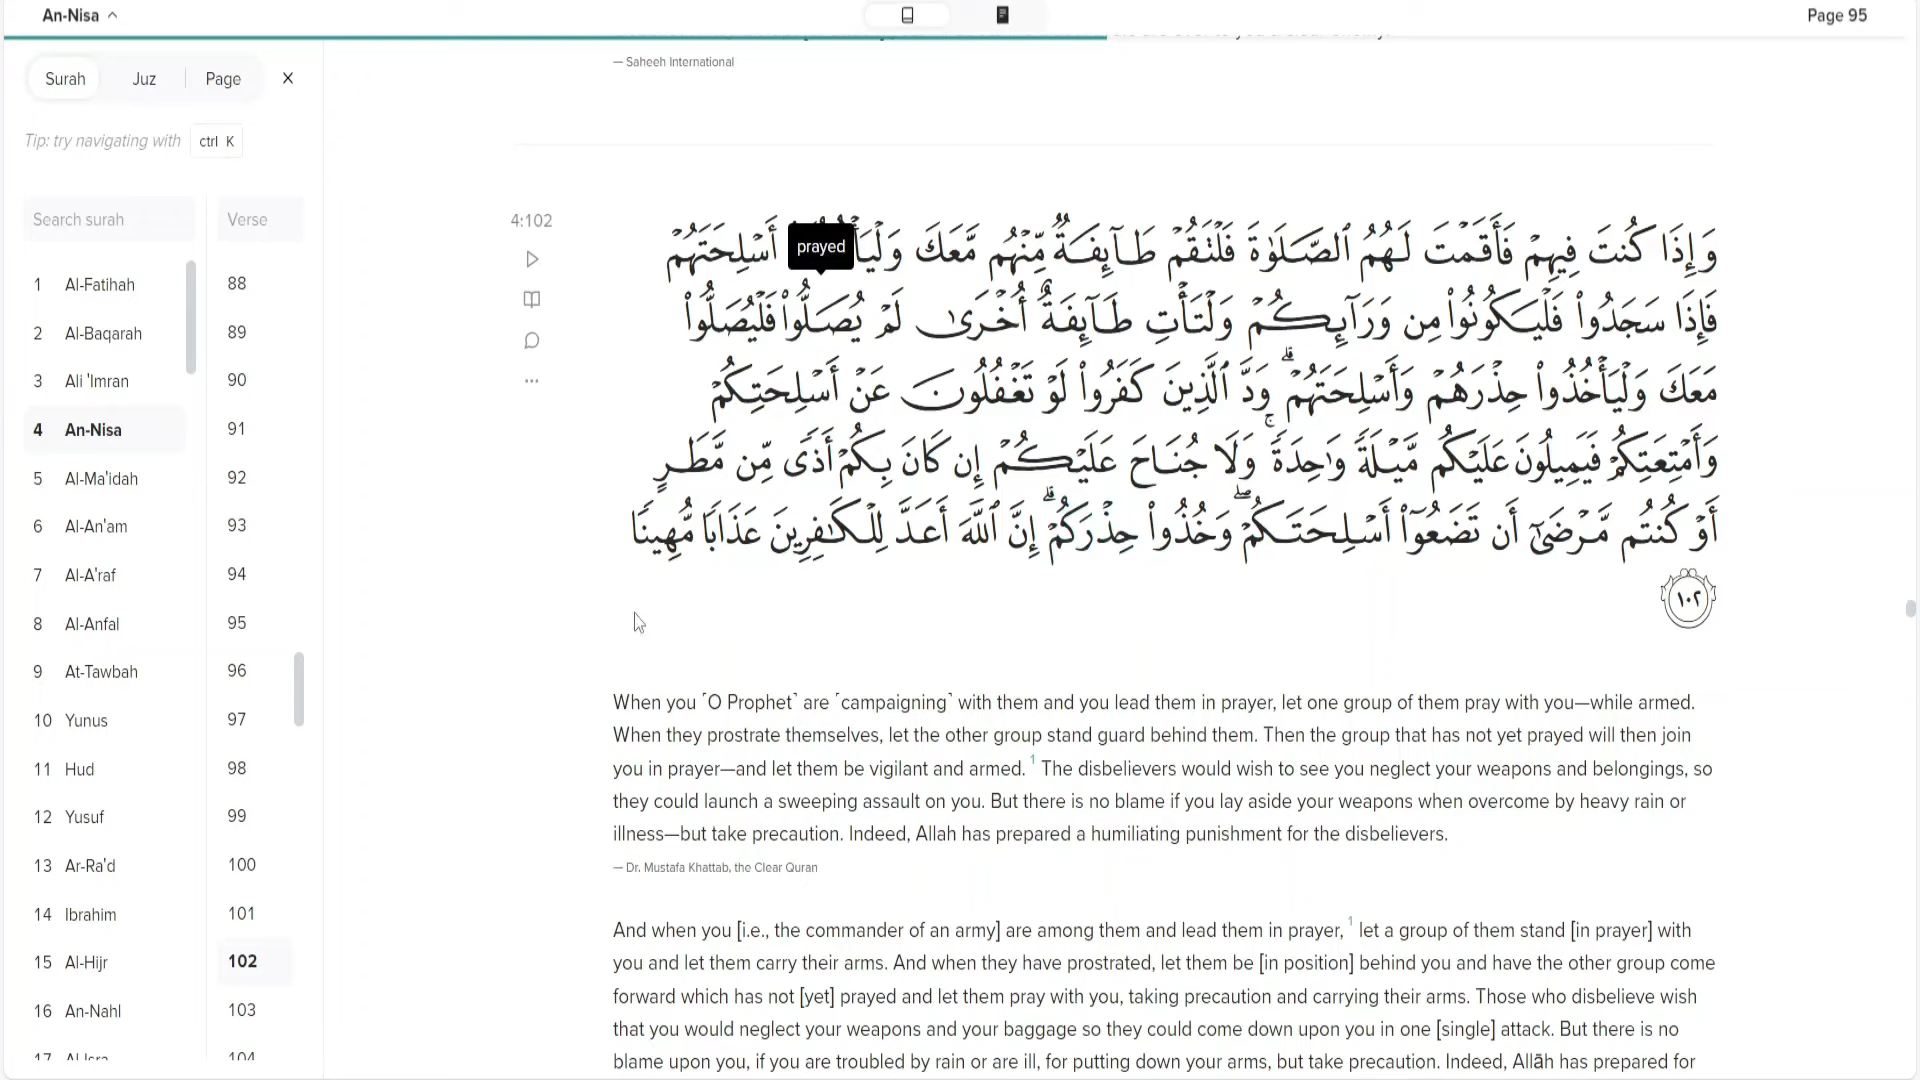 An-Nisa
Page 95
Surah
Juz
Page
Tip: try navigating with ctrl K
Search surah
Verse
1 Al-Fatihah
2 Al-Baqarah
3 Ali 'Imran
4 An-Nisa
5 Al-Ma'idah
6 Al-An'am
7 Al-A'raf
8 Al-Anfal
9 At-Tawbah
10 Yunus
11 Hud
12 Yusuf
13 Ar-Ra'd
14 Ibrahim
15 Al-Hijr
16 An-Nahl
17 Al-Isra
88
89
90
91
92
93
94
95
96
97
98
99
100
101
102
103
104
— Saheeh International
4:102
prayed
وَإِذَا كُنتَ فِيهِمْ فَأَقَمْتَ لَهُمُ ٱلصَّلَوٰةَ فَلْتَقُمْ طَآئِفَةٌ مِّنْهُم مَّعَكَ أَسْلِحَتَهُمْ
فَإِذَا سَجَدُوا۟ فَلْيَكُونُوا۟ مِن وَرَآئِكُمْ وَلْتَأْتِ طَآئِفَةٌ أُخْرَىٰ لَمْ يُصَلُّوا۟ فَلْيُصَلُّوا۟
مَعَكَ وَلْيَأْخُذُوا۟ حِذْرَهُمْ وَأَسْلِحَتَهُمْ ۗ وَدَّ ٱلَّذِينَ كَفَرُوا۟ لَوْ تَغْفُلُونَ عَنْ أَسْلِحَتِكُمْ
وَأَمْتِعَتِكُمْ فَيَمِيلُونَ عَلَيْكُم مَّيْلَةً وَٰحِدَةً ۚ وَلَا جُنَاحَ عَلَيْكُمْ إِن كَانَ بِكُمْ أَذًى مِّن مَّطَرٍ
أَوْ كُنتُم مَّرْضَىٰٓ أَن تَضَعُوٓا۟ أَسْلِحَتَكُمْ ۖ وَخُذُوا۟ حِذْرَكُمْ ۗ إِنَّ ٱللَّهَ أَعَدَّ لِلْكَـٰفِرِينَ عَذَابًا مُّهِينًا
١٠٢
When you ˹O Prophet˺ are ˹campaigning˺ with them and you lead them in prayer, let one group of them pray with you—while armed.
When they prostrate themselves, let the other group stand guard behind them. Then the group that has not yet prayed will then join
you in prayer—and let them be vigilant and armed. 1 The disbelievers would wish to see you neglect your weapons and belongings, so
they could launch a sweeping assault on you. But there is no blame if you lay aside your weapons when overcome by heavy rain or
illness—but take precaution. Indeed, Allah has prepared a humiliating punishment for the disbelievers.
— Dr. Mustafa Khattab, the Clear Quran
And when you [i.e., the commander of an army] are among them and lead them in prayer, 1 let a group of them stand [in prayer] with
you and let them carry their arms. And when they have prostrated, let them be [in position] behind you and have the other group come
forward which has not [yet] prayed and let them pray with you, taking precaution and carrying their arms. Those who disbelieve wish
that you would neglect your weapons and your baggage so they could come down upon you in one [single] attack. But there is no
blame upon you, if you are troubled by rain or are ill, for putting down your arms, but take precaution. Indeed, Allāh has prepared for